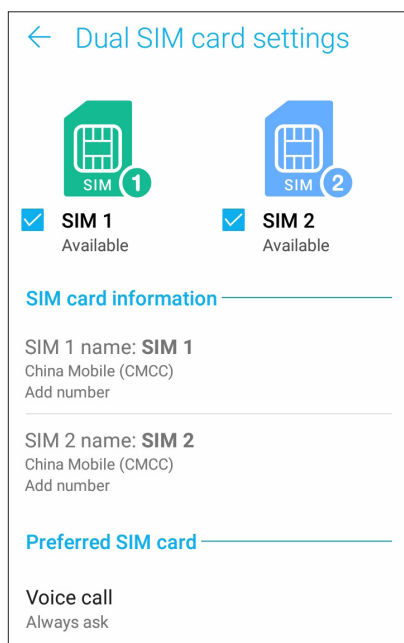 Dual SIM card settings
SIM 1 SIM 2
SIM 1 SIM 2
Available Available
SIM card information
SIM 1 name: SIM 1
China Mobile (CMCC)
Add number
SIM 2 name: SIM 2
China Mobile (CMCC)
Add number
Preferred SIM card
Voice call
Always ask